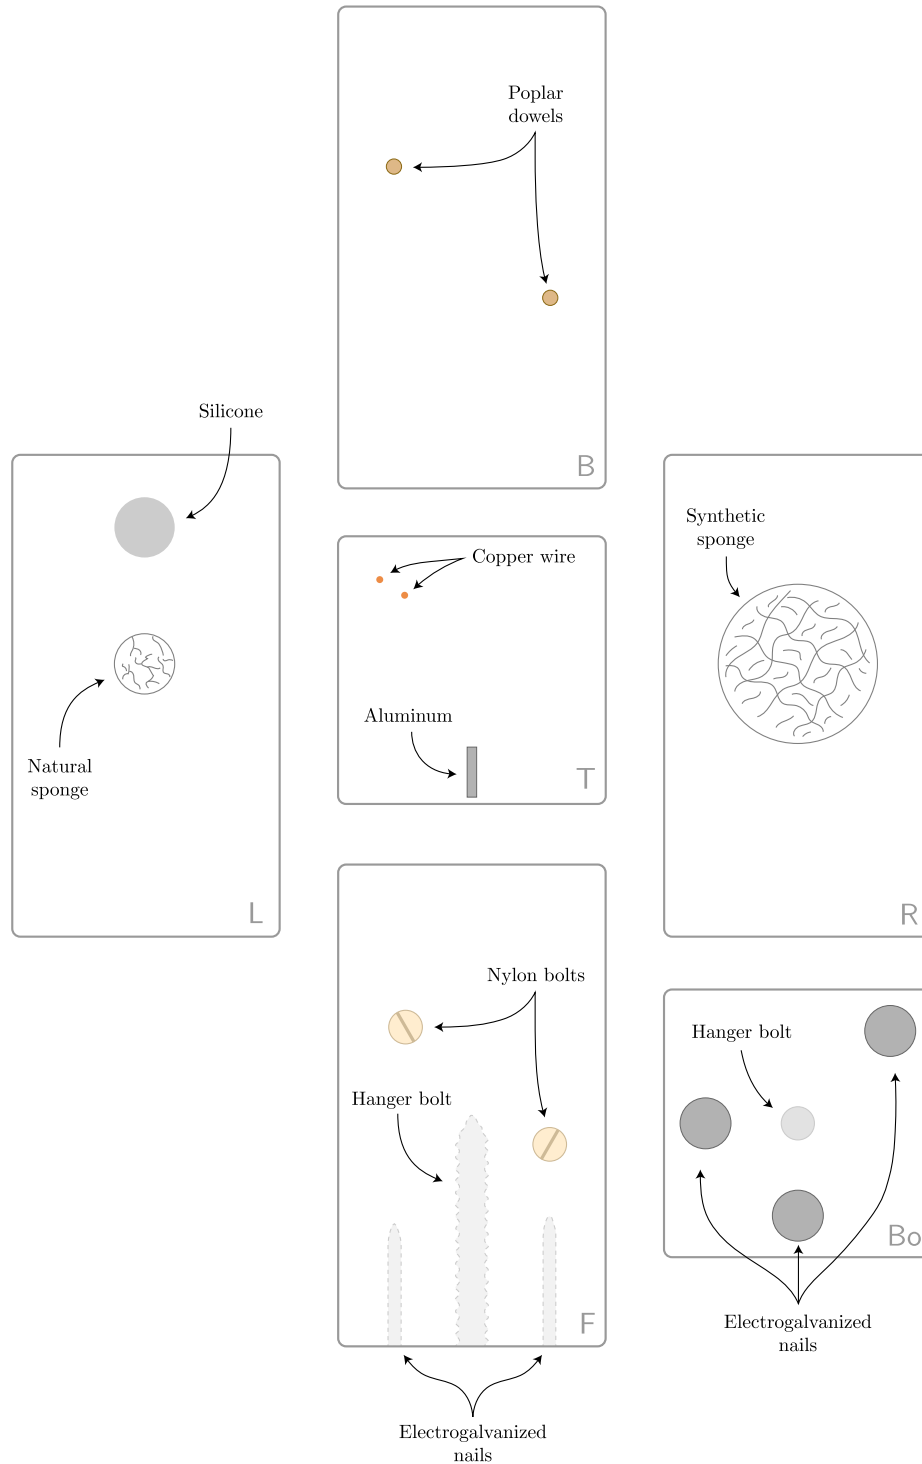 Poplar
dowels
B
Silicone
Natural
sponge
L
Copper wire
Aluminum
T
Synthetic
sponge
R
Nylon bolts
Hanger bolt
F
Electrogalvanized
nails
Hanger bolt
Bo
Electrogalvanized
nails